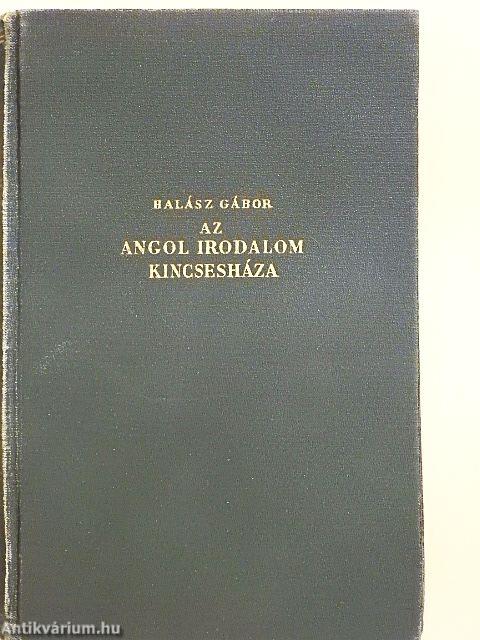 HALÁSZ GÁBOR
AZ
ANGOL IRODALOM
KINCSESHÁZA
Antikvárium.hu